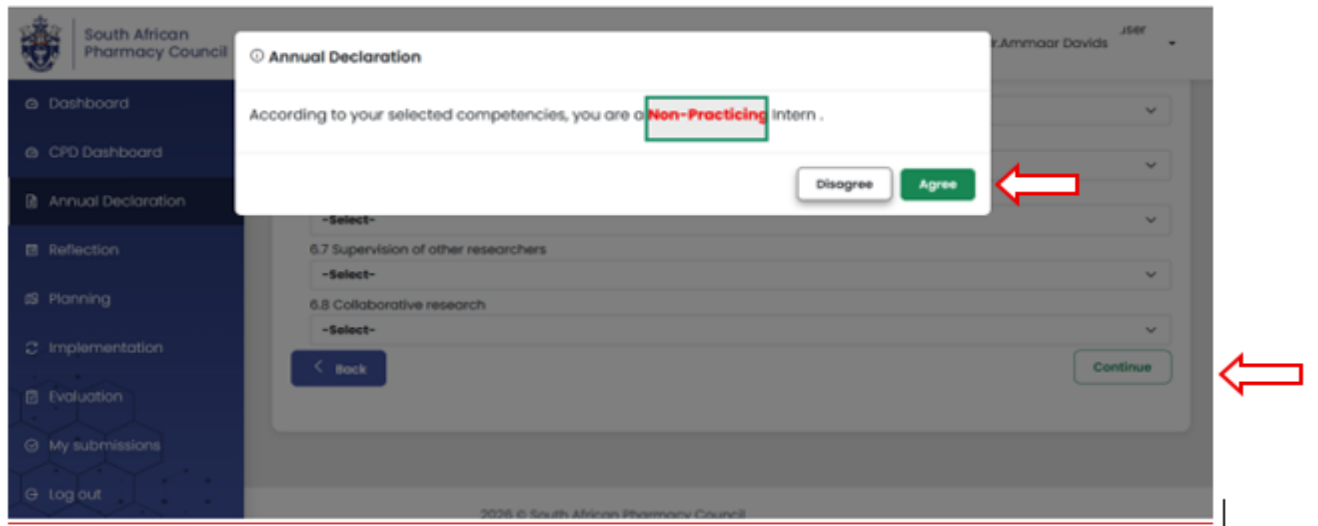 South African
Pharmacy Council
user
r.Ammaar Davids
Annual Declaration
According to your selected competencies, you are a Non-Practicing Intern .
Disagree
Agree
Dashboard
CPD Dashboard
Annual Declaration
Reflection
Planning
Implementation
Evaluation
My submissions
Log out
-Select-
6.7 Supervision of other researchers
-Select-
6.8 Collaborative research
-Select-
Back
Continue
2026 © South African Pharmacy Council